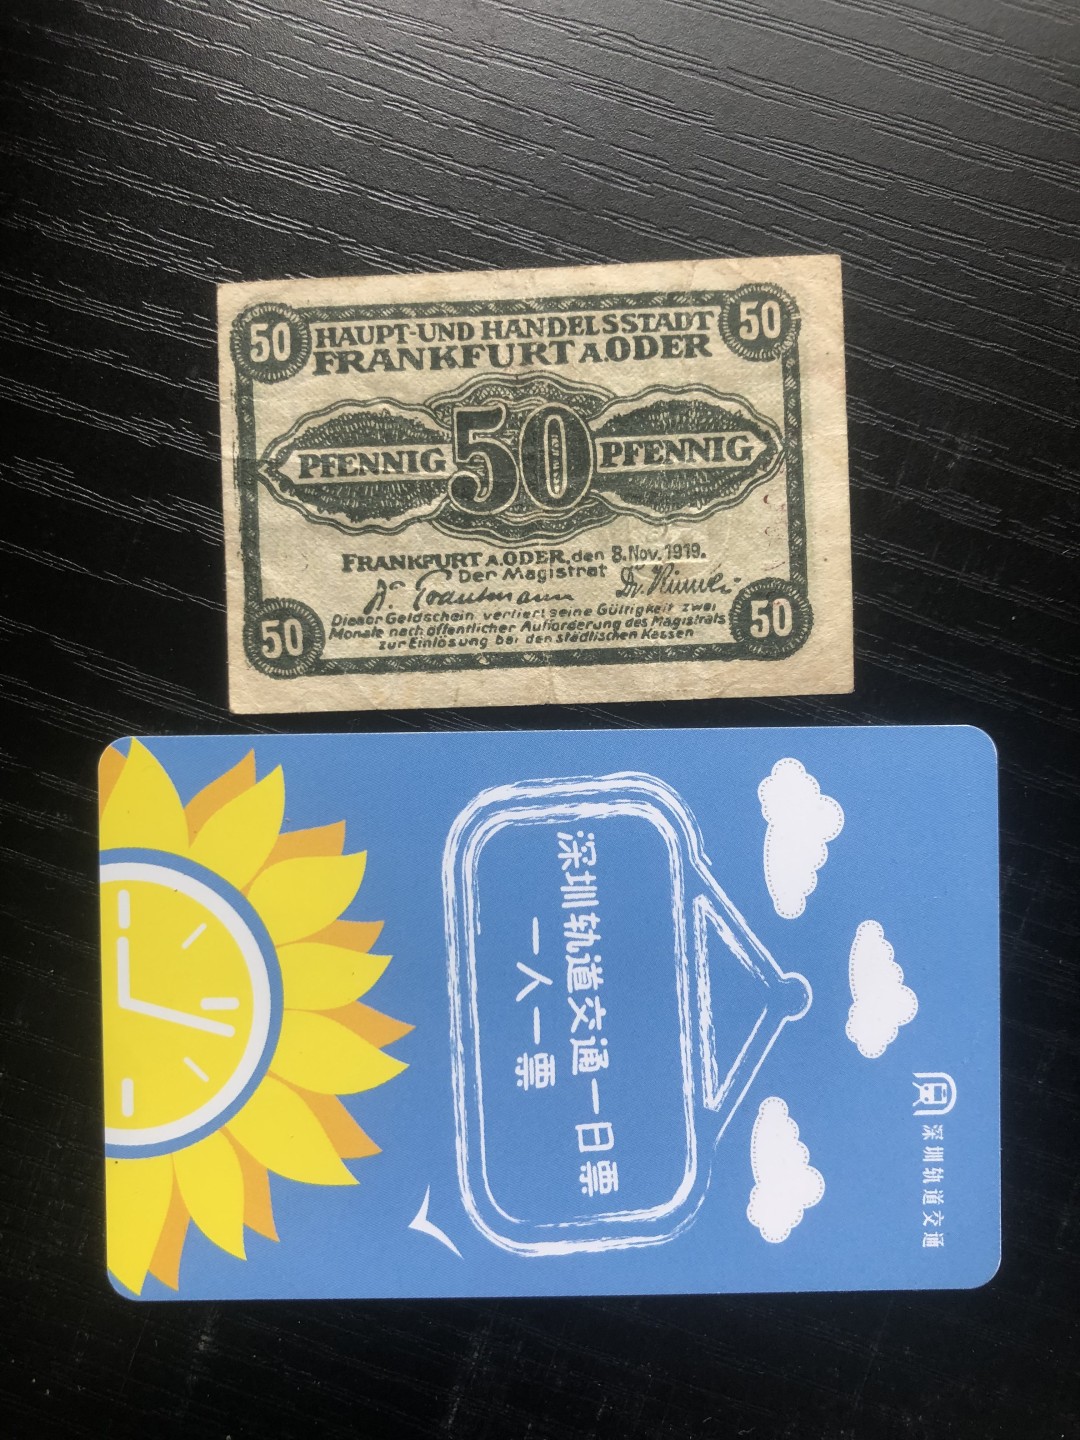 50
50
HAUPT-UND HANDELSSTADT
FRANKFURT A.ODER
PFENNIG 50 PFENNIG
FRANKFURT A.ODER, den 8. Nov. 1919.
Der Magistrat
Dr. Trautmann
Dieser Geldschein verliert seine Gültigkeit zwei
Monate nach öffentlicher Aufforderung des Magistrats
zur Einlösung bei den städtischen Kassen
50
50
深圳轨道交通
深圳轨道交通一日票
一人一票